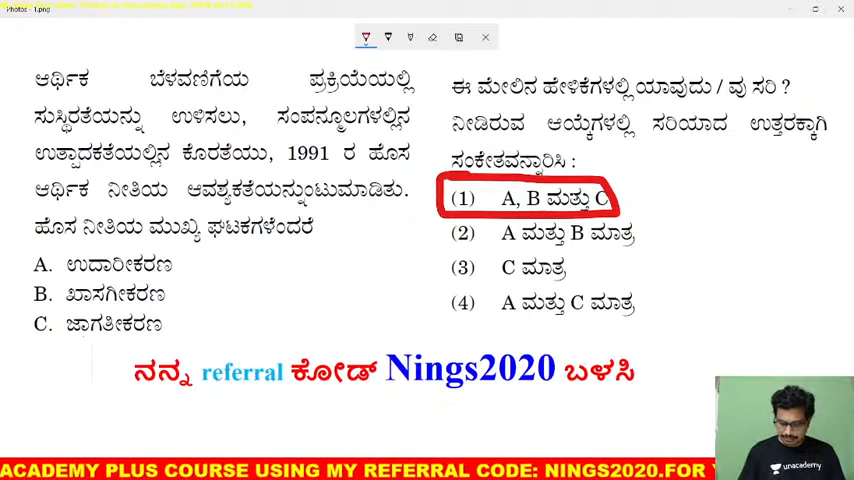 Photos - 1.png
ಆರ್ಥಿಕ ಬೆಳವಣಿಗೆಯ ಪ್ರಕ್ರಿಯೆಯಲ್ಲಿ
ಸುಸ್ಥಿರತೆಯನ್ನು ಉಳಿಸಲು, ಸಂಪನ್ಮೂಲಗಳಲ್ಲಿನ
ಉತ್ಪಾದಕತೆಯಲ್ಲಿನ ಕೊರತೆಯು, 1991 ರ ಹೊಸ
ಆರ್ಥಿಕ ನೀತಿಯ ಆವಶ್ಯಕತೆಯನ್ನುಂಟುಮಾಡಿತು.
ಹೊಸ ನೀತಿಯ ಮುಖ್ಯ ಘಟಕಗಳೆಂದರೆ
A. ಉದಾರೀಕರಣ
B. ಖಾಸಗೀಕರಣ
C. ಜಾಗತೀಕರಣ
ಈ ಮೇಲಿನ ಹೇಳಿಕೆಗಳಲ್ಲಿ ಯಾವುದು / ವು ಸರಿ ?
ನೀಡಿರುವ ಆಯ್ಕೆಗಳಲ್ಲಿ ಸರಿಯಾದ ಉತ್ತರಕ್ಕಾಗಿ
ಸಂಕೇತವನ್ನಾರಿಸಿ :
(1) A, B ಮತ್ತು C
(2) A ಮತ್ತು B ಮಾತ್ರ
(3) C ಮಾತ್ರ
(4) A ಮತ್ತು C ಮಾತ್ರ
ನನ್ನ referral ಕೋಡ್ Nings2020 ಬಳಸಿ
unacademy
ACADEMY PLUS COURSE USING MY REFERRAL CODE: NINGS2020.FOR